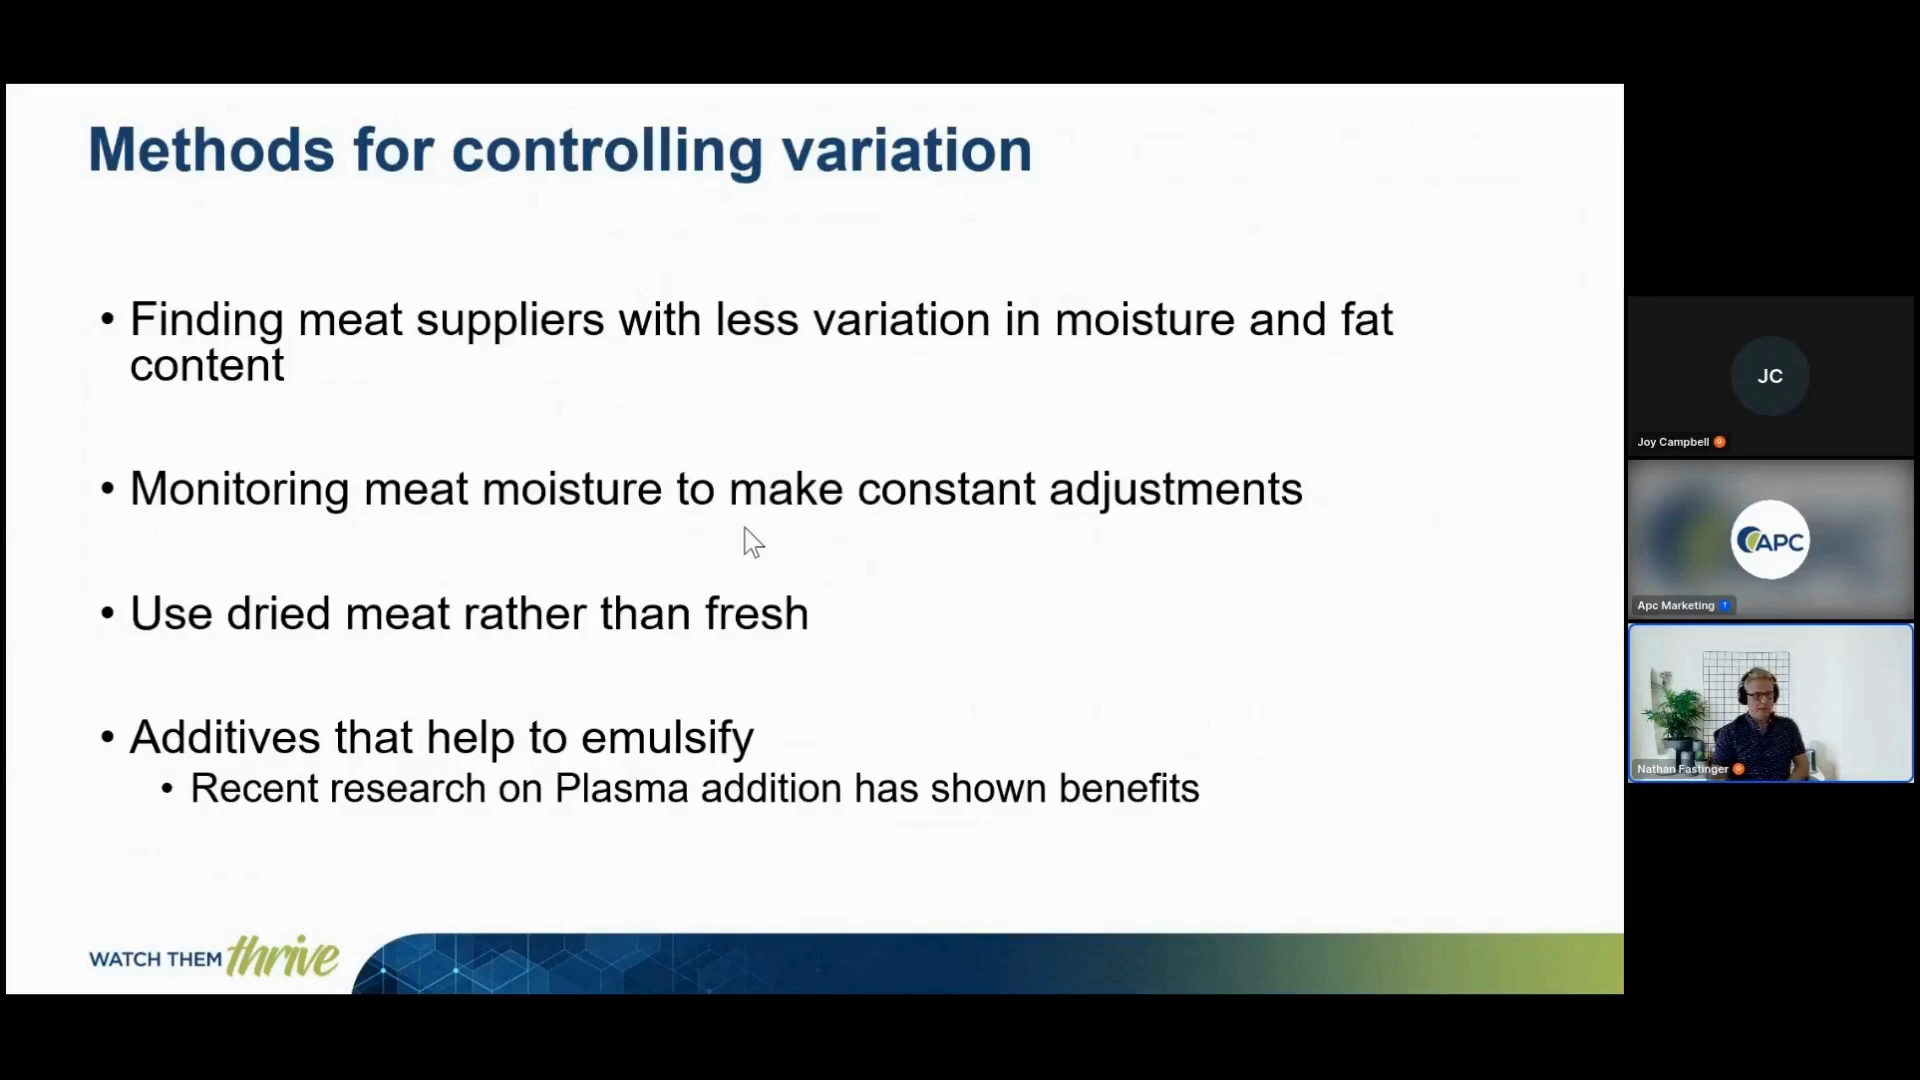 Methods for controlling variation
• Finding meat suppliers with less variation in moisture and fat
content
• Monitoring meat moisture to make constant adjustments
• Use dried meat rather than fresh
• Additives that help to emulsify
• Recent research on Plasma addition has shown benefits
WATCH THEM thrive
JC
Joy Campbell
APC
Apc Marketing
Nathan Fastinger